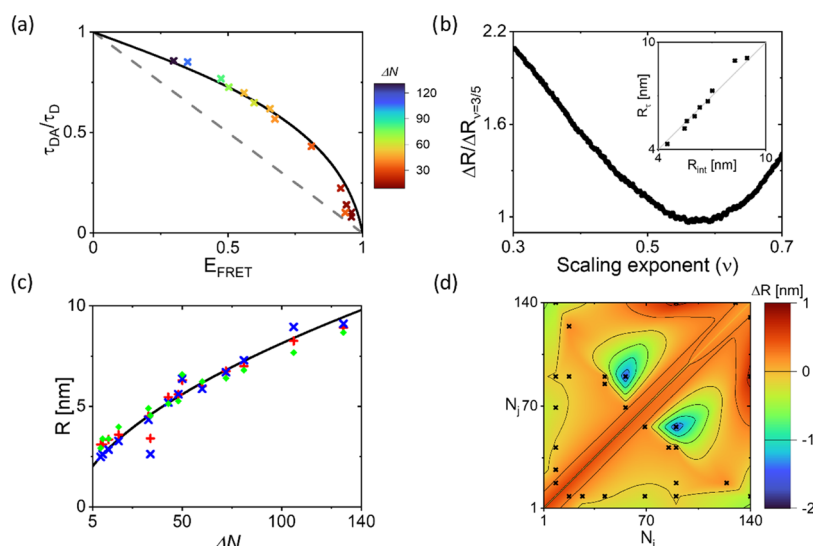 (a)
τDA/τD
1
0.5
0
0
0.5
1
EFRET
ΔN
120
90
60
30
(b)
ΔR/ΔRν=3/5
2.2
1.6
1
0.3
0.5
0.7
Scaling exponent (ν)
10
Rτ [nm]
4
4
10
Rint [nm]
(c)
R [nm]
10
5
0
5
50
100
140
ΔN
(d)
ΔR [nm]
140
Nj70
1
1
70
140
Ni
1
0
-1
-2